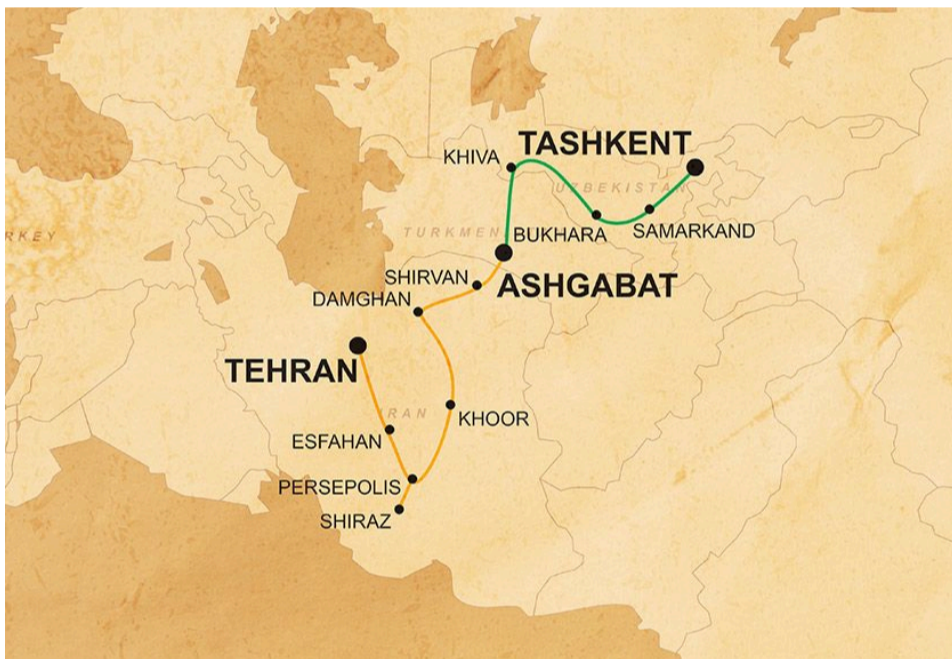 TASHKENT
KHIVA
UZBEKISTAN
SAMARKAND
BUKHARA
TURKMEN
RKEY
SHIRVAN
ASHGABAT
DAMGHAN
TEHRAN
IRAN
KHOOR
ESFAHAN
PERSEPOLIS
SHIRAZ